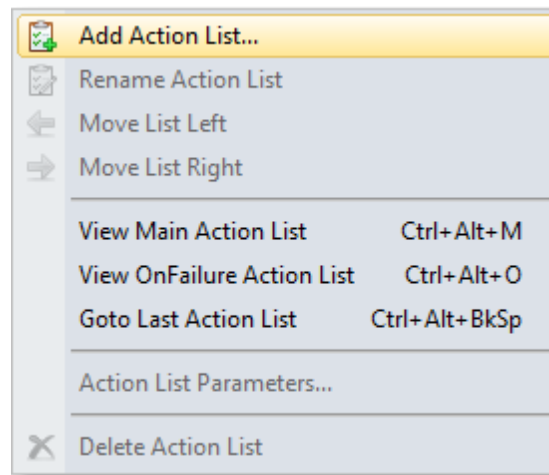 Add Action List...
Rename Action List
Move List Left
Move List Right
View Main Action List Ctrl+Alt+M
View OnFailure Action List Ctrl+Alt+O
Goto Last Action List Ctrl+Alt+BkSp
Action List Parameters...
Delete Action List